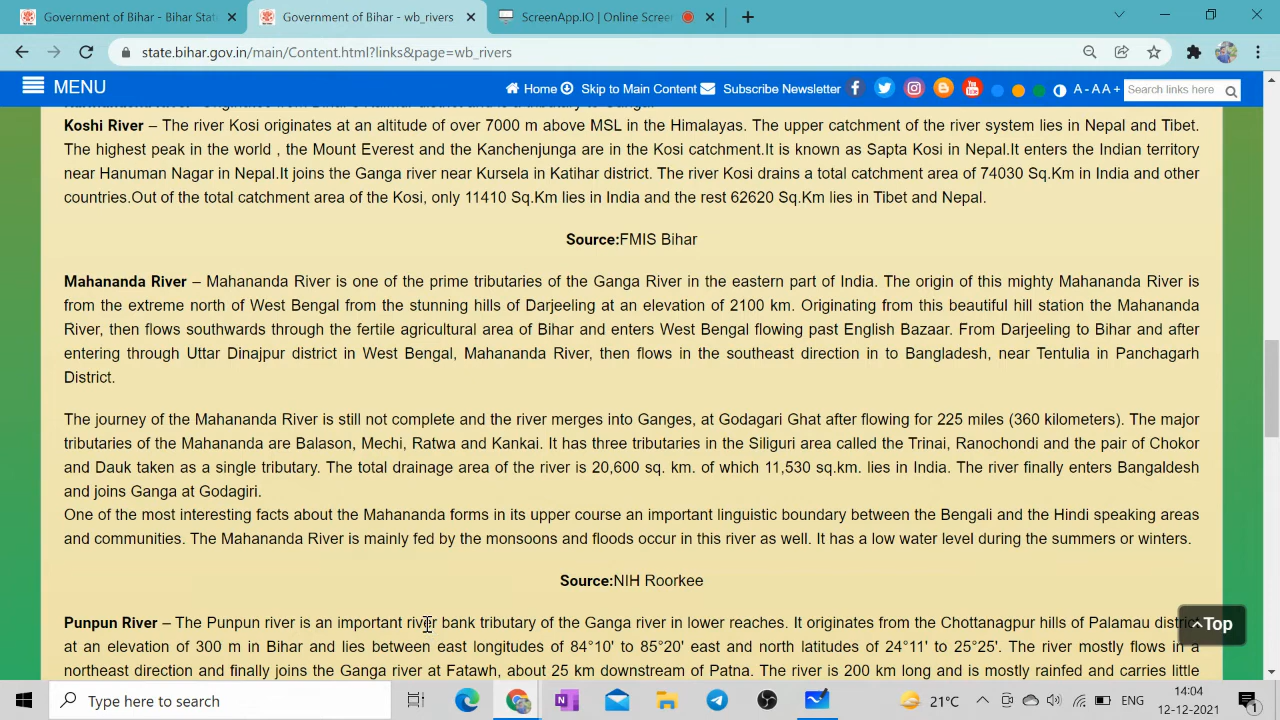 Government of Bihar - Bihar Stat
Government of Bihar - wb_rivers
ScreenApp.IO | Online Screen
state.bihar.gov.in/main/Content.html?links&page=wb_rivers
MENU
Home Skip to Main Content Subscribe Newsletter A - A A + Search links here
Koshi River – The river Kosi originates at an altitude of over 7000 m above MSL in the Himalayas. The upper catchment of the river system lies in Nepal and Tibet.
The highest peak in the world , the Mount Everest and the Kanchenjunga are in the Kosi catchment.It is known as Sapta Kosi in Nepal.It enters the Indian territory
near Hanuman Nagar in Nepal.It joins the Ganga river near Kursela in Katihar district. The river Kosi drains a total catchment area of 74030 Sq.Km in India and other
countries.Out of the total catchment area of the Kosi, only 11410 Sq.Km lies in India and the rest 62620 Sq.Km lies in Tibet and Nepal.
Source:FMIS Bihar
Mahananda River – Mahananda River is one of the prime tributaries of the Ganga River in the eastern part of India. The origin of this mighty Mahananda River is
from the extreme north of West Bengal from the stunning hills of Darjeeling at an elevation of 2100 km. Originating from this beautiful hill station the Mahananda
River, then flows southwards through the fertile agricultural area of Bihar and enters West Bengal flowing past English Bazaar. From Darjeeling to Bihar and after
entering through Uttar Dinajpur district in West Bengal, Mahananda River, then flows in the southeast direction in to Bangladesh, near Tentulia in Panchagarh
District.
The journey of the Mahananda River is still not complete and the river merges into Ganges, at Godagari Ghat after flowing for 225 miles (360 kilometers). The major
tributaries of the Mahananda are Balason, Mechi, Ratwa and Kankai. It has three tributaries in the Siliguri area called the Trinai, Ranochondi and the pair of Chokor
and Dauk taken as a single tributary. The total drainage area of the river is 20,600 sq. km. of which 11,530 sq.km. lies in India. The river finally enters Bangaldesh
and joins Ganga at Godagiri.
One of the most interesting facts about the Mahananda forms in its upper course an important linguistic boundary between the Bengali and the Hindi speaking areas
and communities. The Mahananda River is mainly fed by the monsoons and floods occur in this river as well. It has a low water level during the summers or winters.
Source:NIH Roorkee
Punpun River – The Punpun river is an important river bank tributary of the Ganga river in lower reaches. It originates from the Chottanagpur hills of Palamau district
at an elevation of 300 m in Bihar and lies between east longitudes of 84°10' to 85°20' east and north latitudes of 24°11' to 25°25'. The river mostly flows in a
northeast direction and finally joins the Ganga river at Fatawh, about 25 km downstream of Patna. The river is 200 km long and is mostly rainfed and carries little
Top
Type here to search
21°C
ENG
14:04
12-12-2021